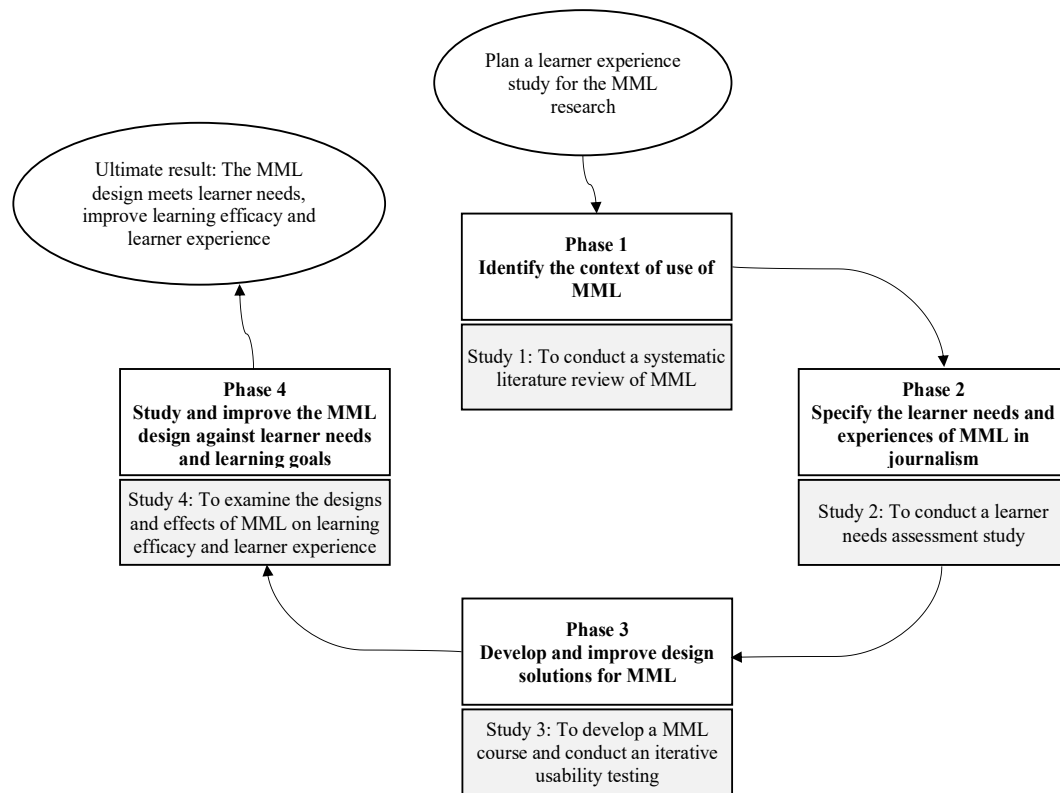 Plan a learner experience
study for the MML
research
Ultimate result: The MML
design meets learner needs,
improve learning efficacy and
learner experience
Phase 1
Identify the context of use of
MML
Study 1: To conduct a systematic
literature review of MML
Phase 2
Specify the learner needs and
experiences of MML in
journalism
Study 2: To conduct a learner
needs assessment study
Phase 3
Develop and improve design
solutions for MML
Study 3: To develop a MML
course and conduct an iterative
usability testing
Phase 4
Study and improve the MML
design against learner needs
and learning goals
Study 4: To examine the designs
and effects of MML on learning
efficacy and learner experience